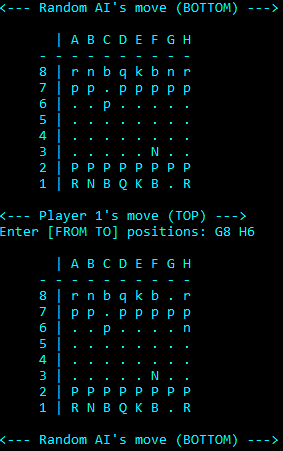 <--- Random AI's move (BOTTOM) --->
| A B C D E F G H
- - - - - - - - - -
8 | r n b q k b n r
7 | p p . p p p p p
6 | . . p . . . . .
5 | . . . . . . . .
4 | . . . . . . . .
3 | . . . . . N . .
2 | P P P P P P P P
1 | R N B Q K B . R
<--- Player 1's move (TOP) --->
Enter [FROM TO] positions: G8 H6
| A B C D E F G H
- - - - - - - - - -
8 | r n b q k b . r
7 | p p . p p p p p
6 | . . p . . . . n
5 | . . . . . . . .
4 | . . . . . . . .
3 | . . . . . N . .
2 | P P P P P P P P
1 | R N B Q K B . R
<--- Random AI's move (BOTTOM) --->